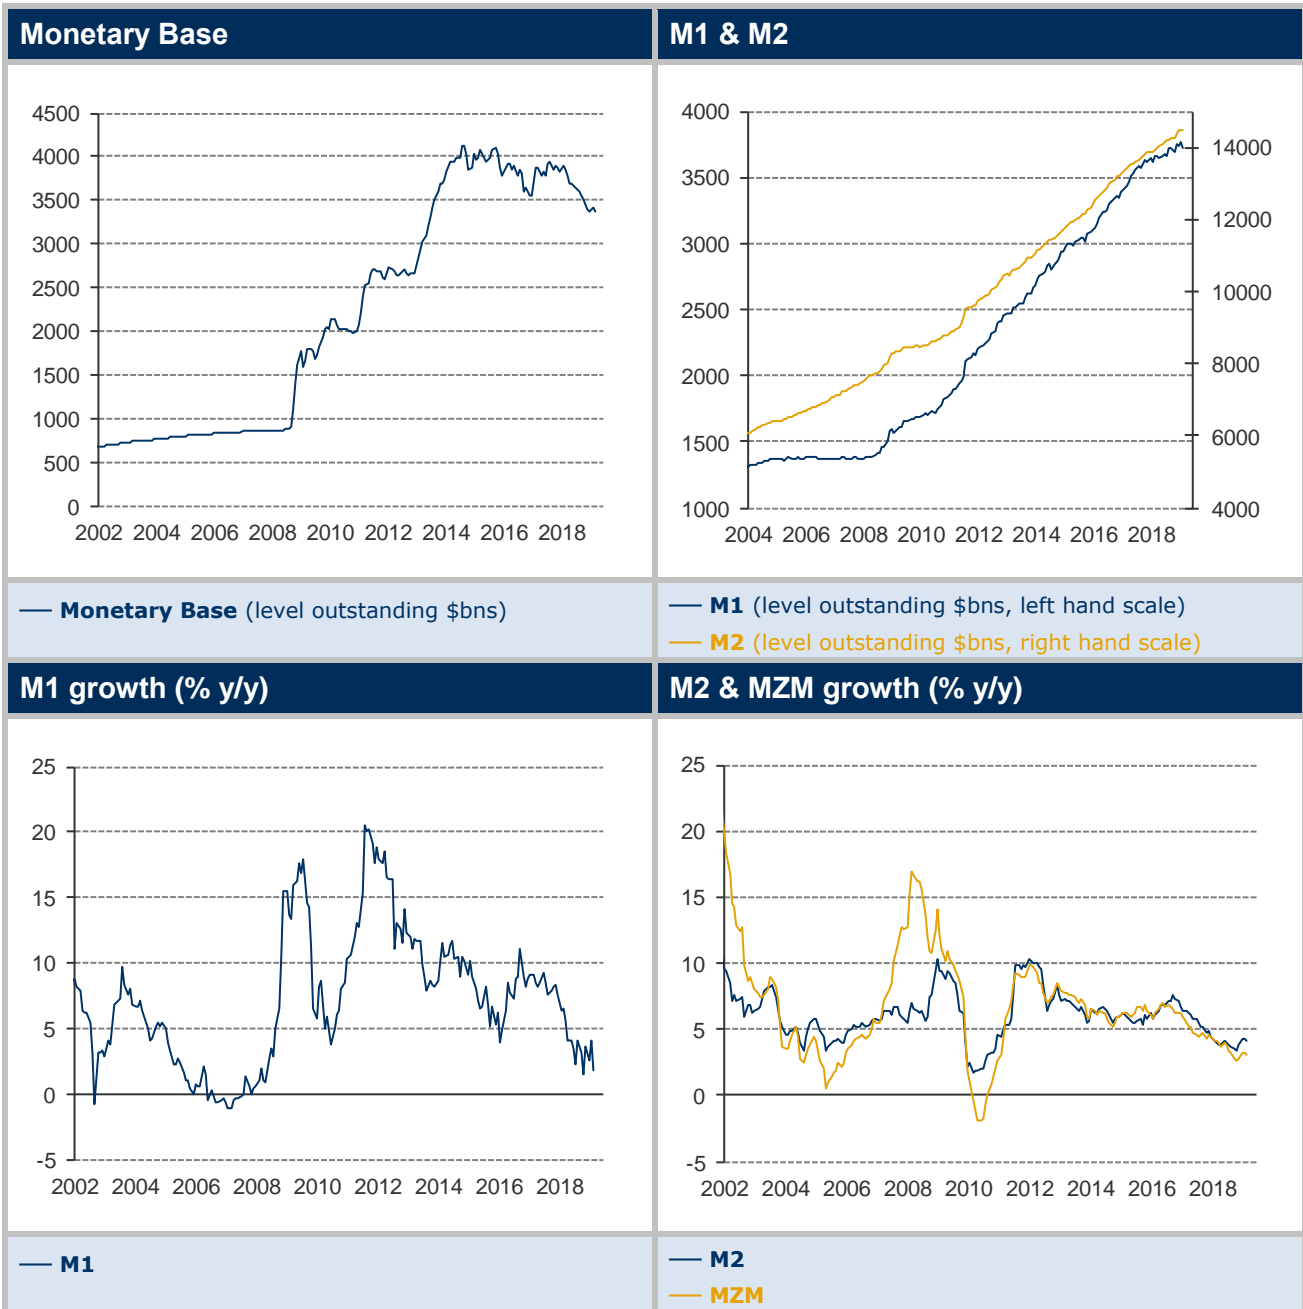 Monetary Base
4500
4000
3500
3000
2500
2000
1500
1000
500
0
2002 2004 2006 2008 2010 2012 2014 2016 2018
Monetary Base (level outstanding $bns)
M1 & M2
4000
3500
3000
2500
2000
1500
1000
14000
12000
10000
8000
6000
4000
2004 2006 2008 2010 2012 2014 2016 2018
M1 (level outstanding $bns, left hand scale)
M2 (level outstanding $bns, right hand scale)
M1 growth (% y/y)
25
20
15
10
5
0
-5
2002 2004 2006 2008 2010 2012 2014 2016 2018
M1
M2 & MZM growth (% y/y)
25
20
15
10
5
0
-5
2002 2004 2006 2008 2010 2012 2014 2016 2018
M2
MZM